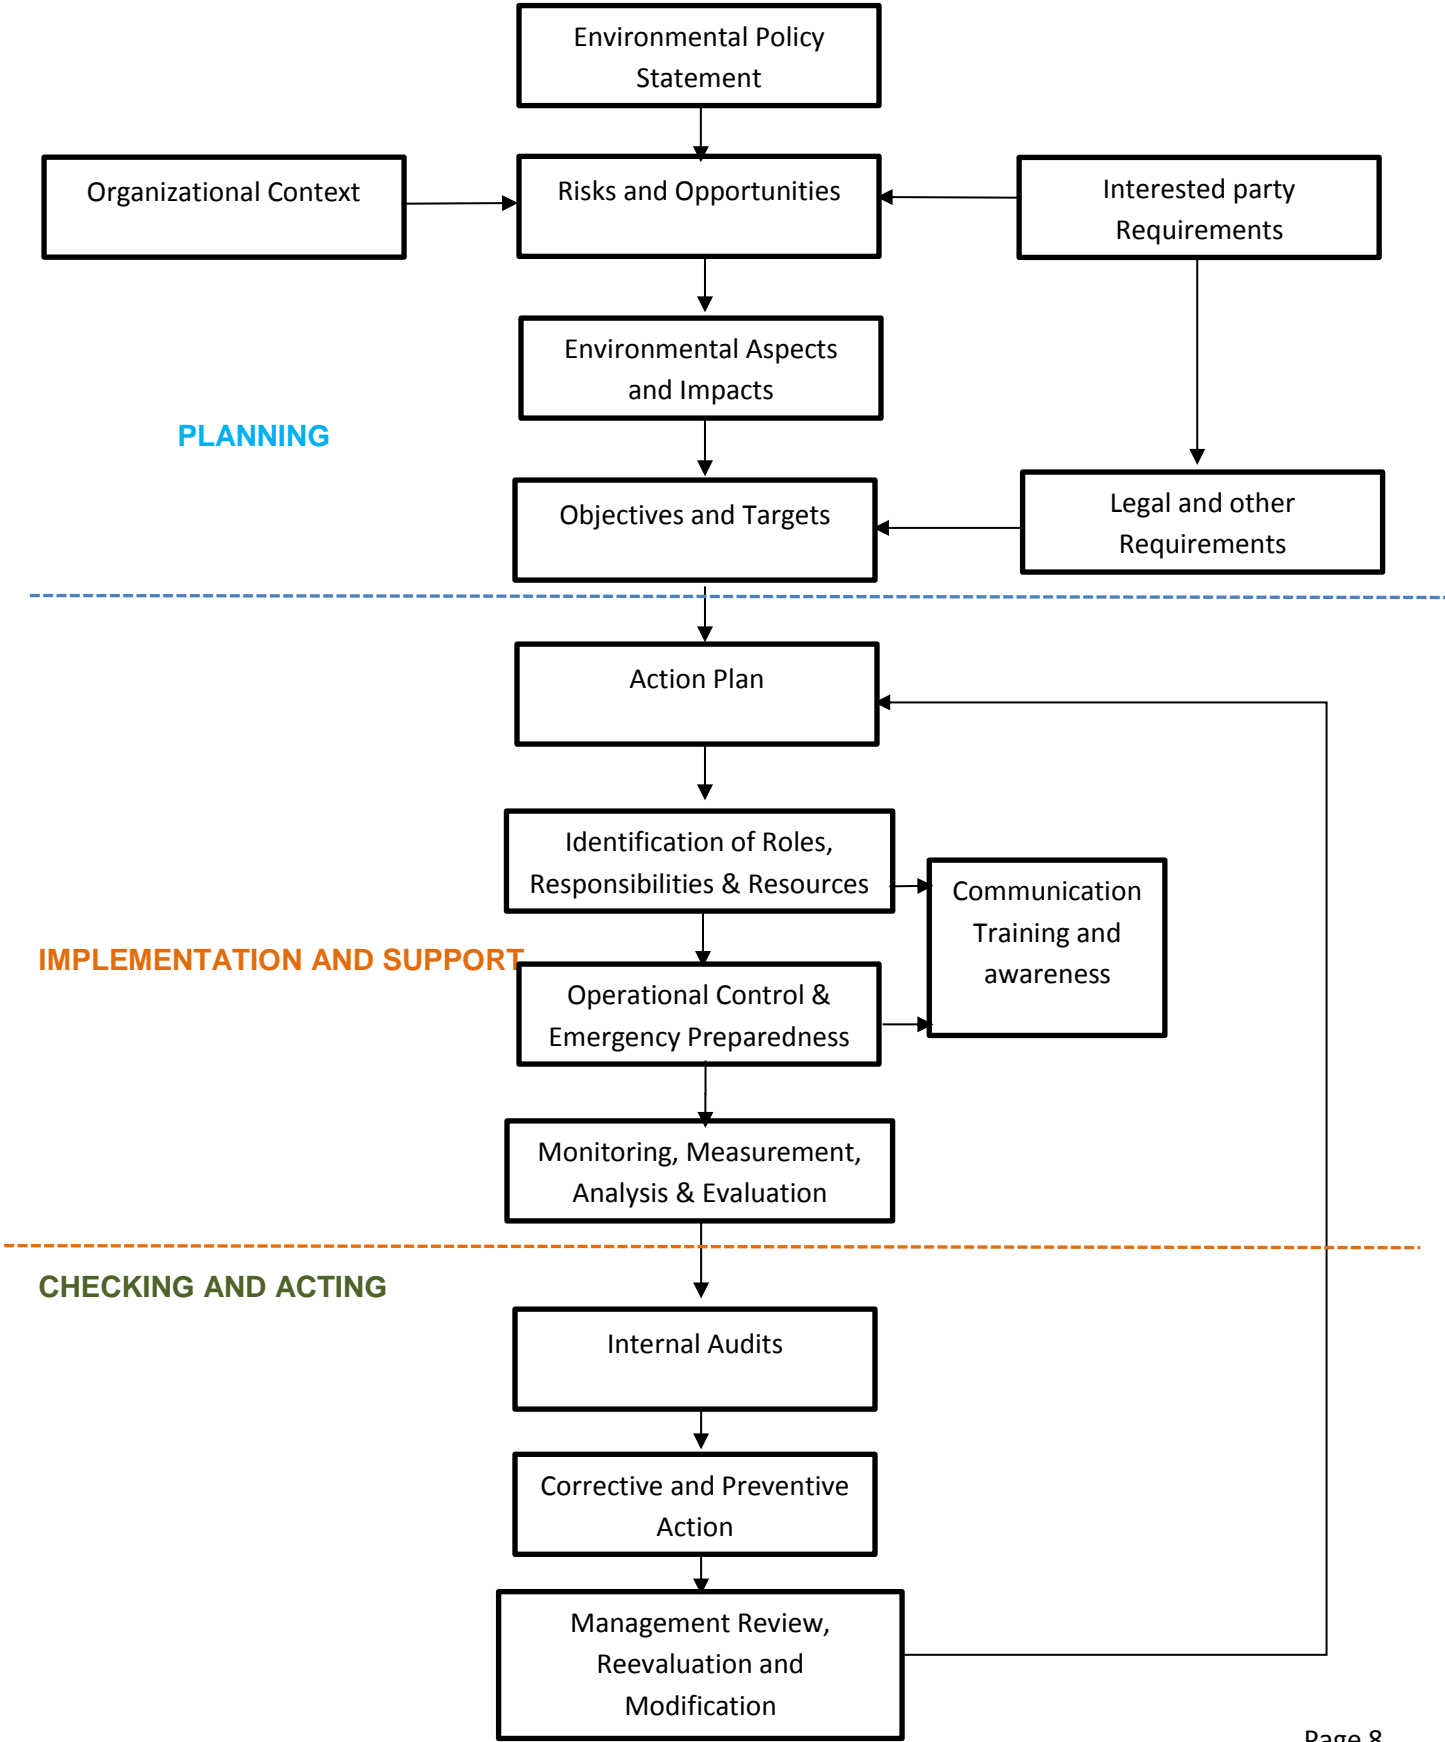 Environmental Policy
Statement
Organizational Context
Risks and Opportunities
Interested party
Requirements
Environmental Aspects
and Impacts
PLANNING
Objectives and Targets
Legal and other
Requirements
Action Plan
Identification of Roles,
Responsibilities & Resources
Communication
Training and
awareness
IMPLEMENTATION AND SUPPORT
Operational Control &
Emergency Preparedness
Monitoring, Measurement,
Analysis & Evaluation
CHECKING AND ACTING
Internal Audits
Corrective and Preventive
Action
Management Review,
Reevaluation and
Modification
Page 8